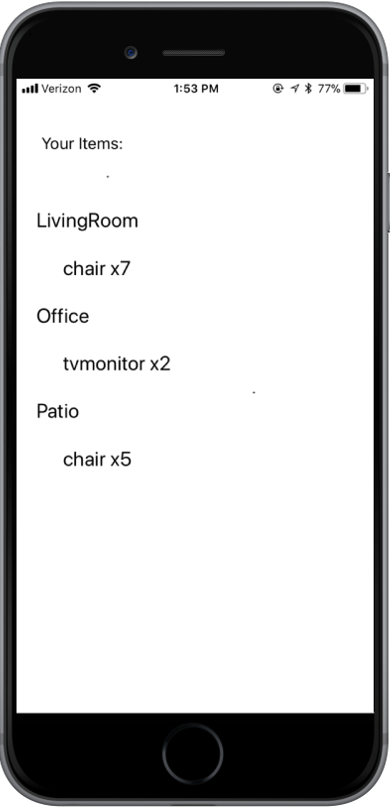 Verizon 1:53 PM 77%
Your Items:
LivingRoom
chair x7
Office
tvmonitor x2
Patio
chair x5